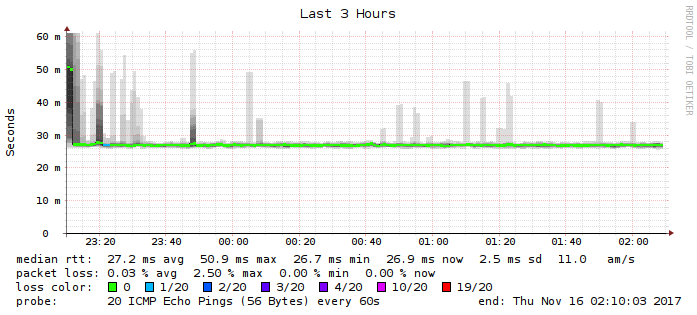 Last 3 Hours
RRDTOOL / TOBI OETIKER
Seconds
60 m
50 m
40 m
30 m
20 m
10 m
0
23:20 23:40 00:00 00:20 00:40 01:00 01:20 01:40 02:00
median rtt: 27.2 ms avg 50.9 ms max 26.7 ms min 26.9 ms now 2.5 ms sd 11.0 am/s
packet loss: 0.03 % avg 2.50 % max 0.00 % min 0.00 % now
loss color: 0 1/20 2/20 3/20 4/20 10/20 19/20
probe: 20 ICMP Echo Pings (56 Bytes) every 60s end: Thu Nov 16 02:10:03 2017